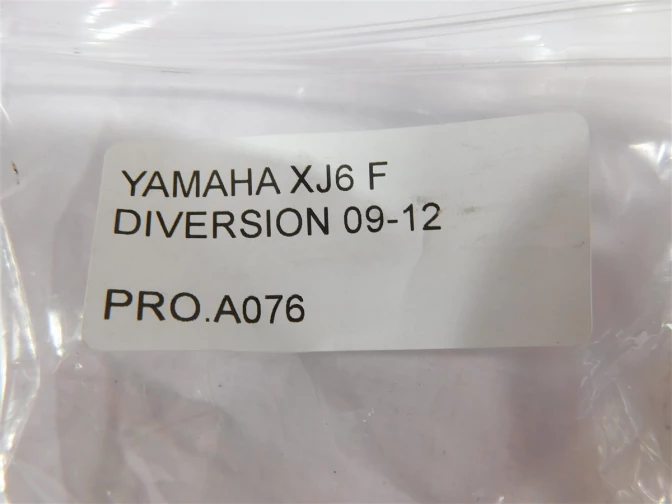 YAMAHA XJ6 F
DIVERSION 09-12
PRO.A076